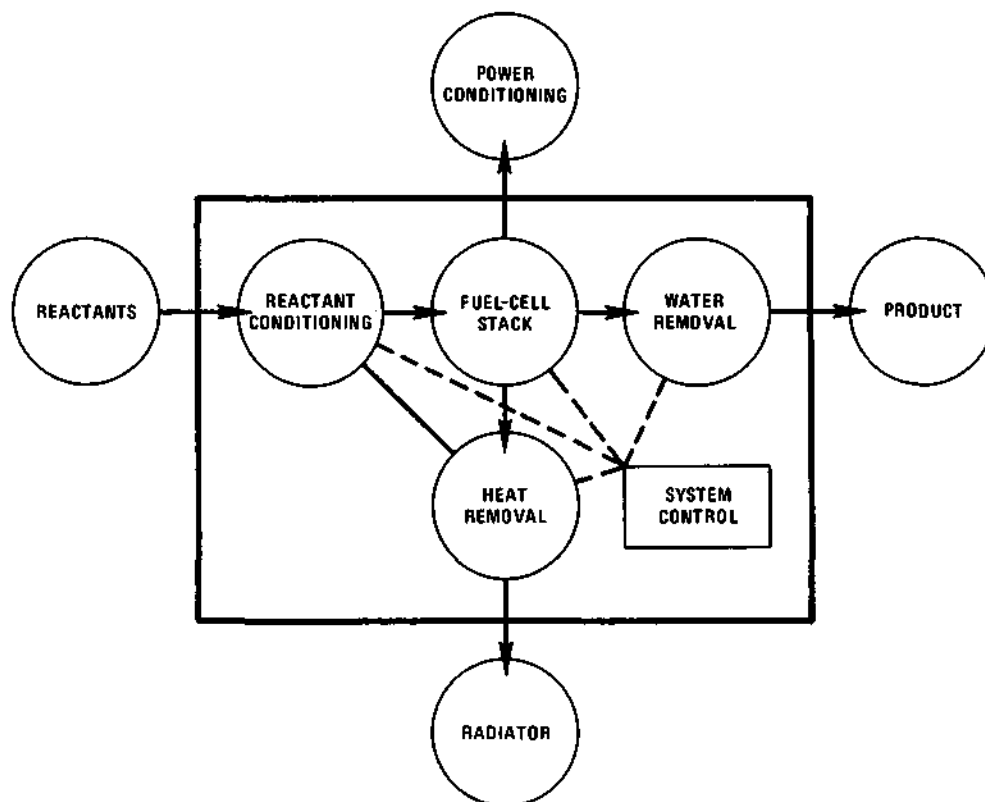 POWER
CONDITIONING
REACTANTS
REACTANT
CONDITIONING
FUEL-CELL
STACK
WATER
REMOVAL
PRODUCT
HEAT
REMOVAL
SYSTEM
CONTROL
RADIATOR